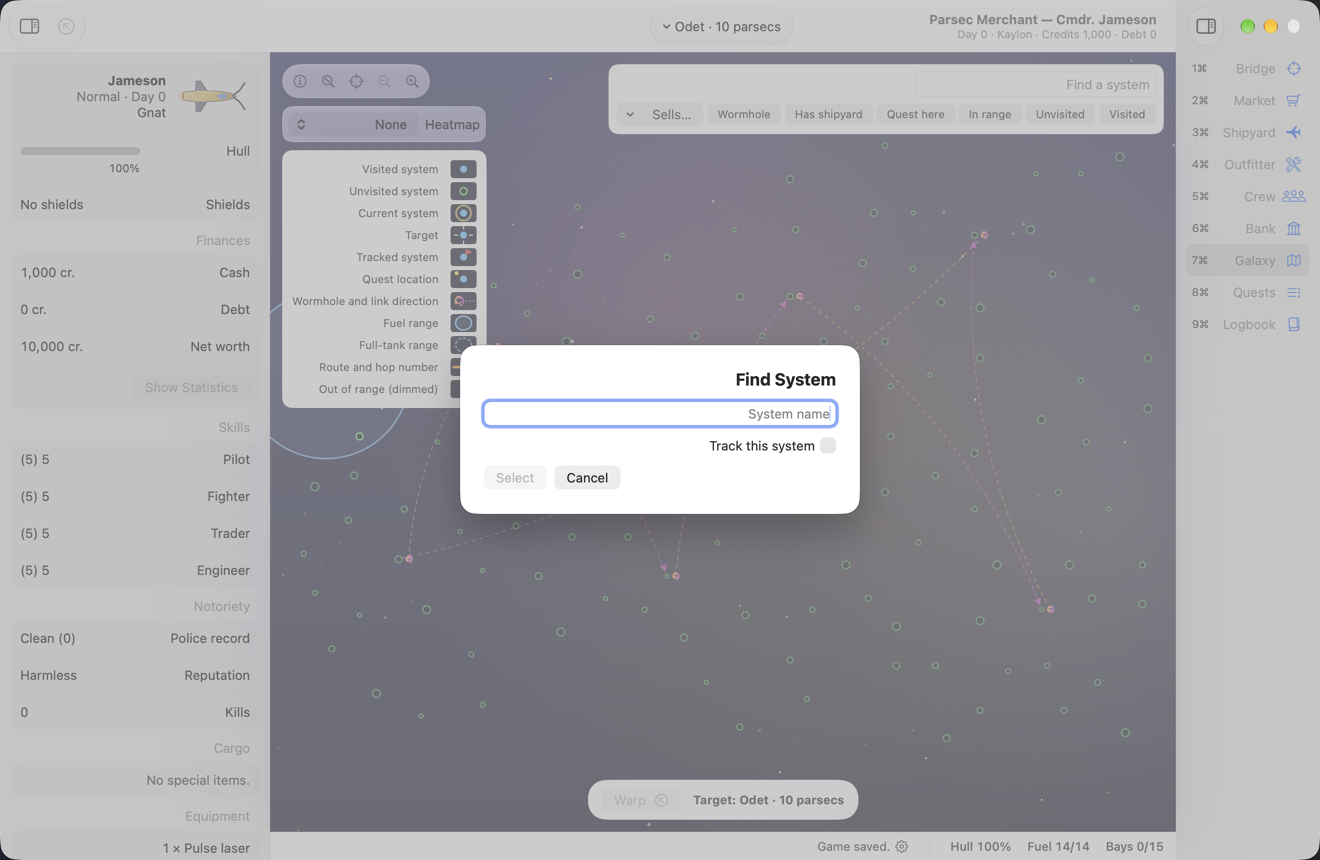 Odet · 10 parsecs
Parsec Merchant — Cmdr. Jameson
Day 0 · Kaylon · Credits 1,000 · Debt 0
Jameson
Normal · Day 0
Gnat
Hull
100%
Shields
No shields
Finances
Cash
1,000 cr.
Debt
0 cr.
Net worth
10,000 cr.
Show Statistics
Skills
Pilot
(5) 5
Fighter
(5) 5
Trader
(5) 5
Engineer
(5) 5
Notoriety
Police record
Clean (0)
Reputation
Harmless
Kills
0
Cargo
No special items.
Equipment
1 × Pulse laser
Heatmap
None
Visited system
Unvisited system
Current system
Target
Tracked system
Quest location
Wormhole and link direction
Fuel range
Full-tank range
Route and hop number
Out of range (dimmed)
Find a system
Sells...
Wormhole
Has shipyard
Quest here
In range
Unvisited
Visited
Find System
System name
Track this system
Select
Cancel
Warp
Target: Odet · 10 parsecs
Game saved.
Hull 100%
Fuel 14/14
Bays 0/15
1⌘ Bridge
2⌘ Market
3⌘ Shipyard
4⌘ Outfitter
5⌘ Crew
6⌘ Bank
7⌘ Galaxy
8⌘ Quests
9⌘ Logbook